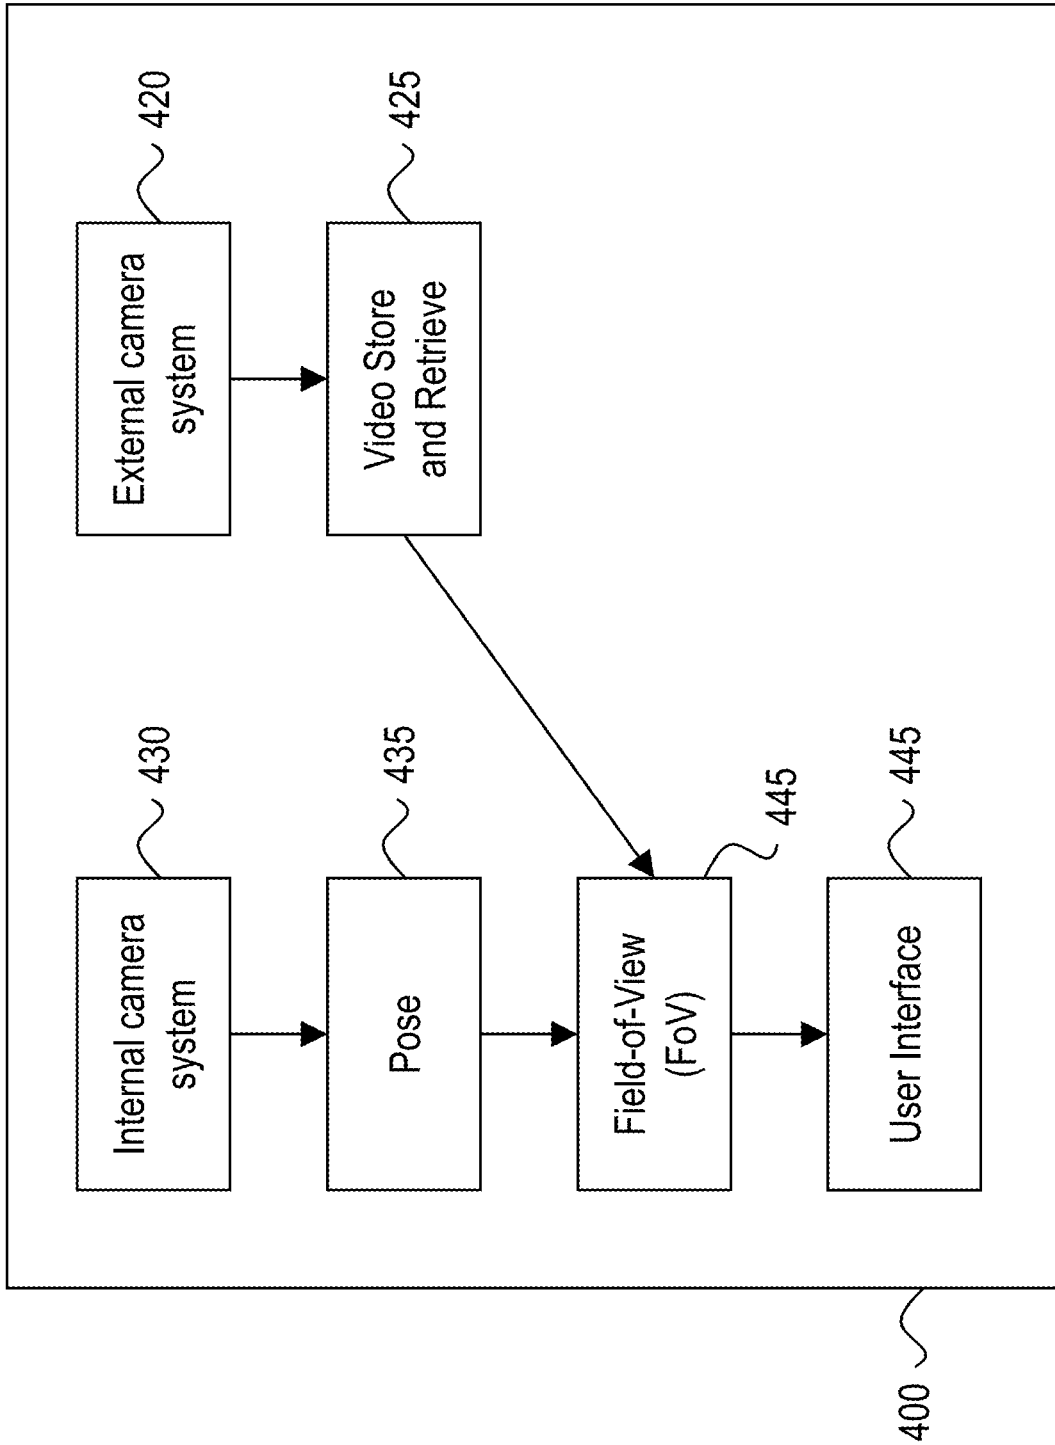 Internal camera
system
430
External camera
system
420
Pose
435
Video Store
and Retrieve
425
Field-of-View
(FoV)
445
User Interface
445
400